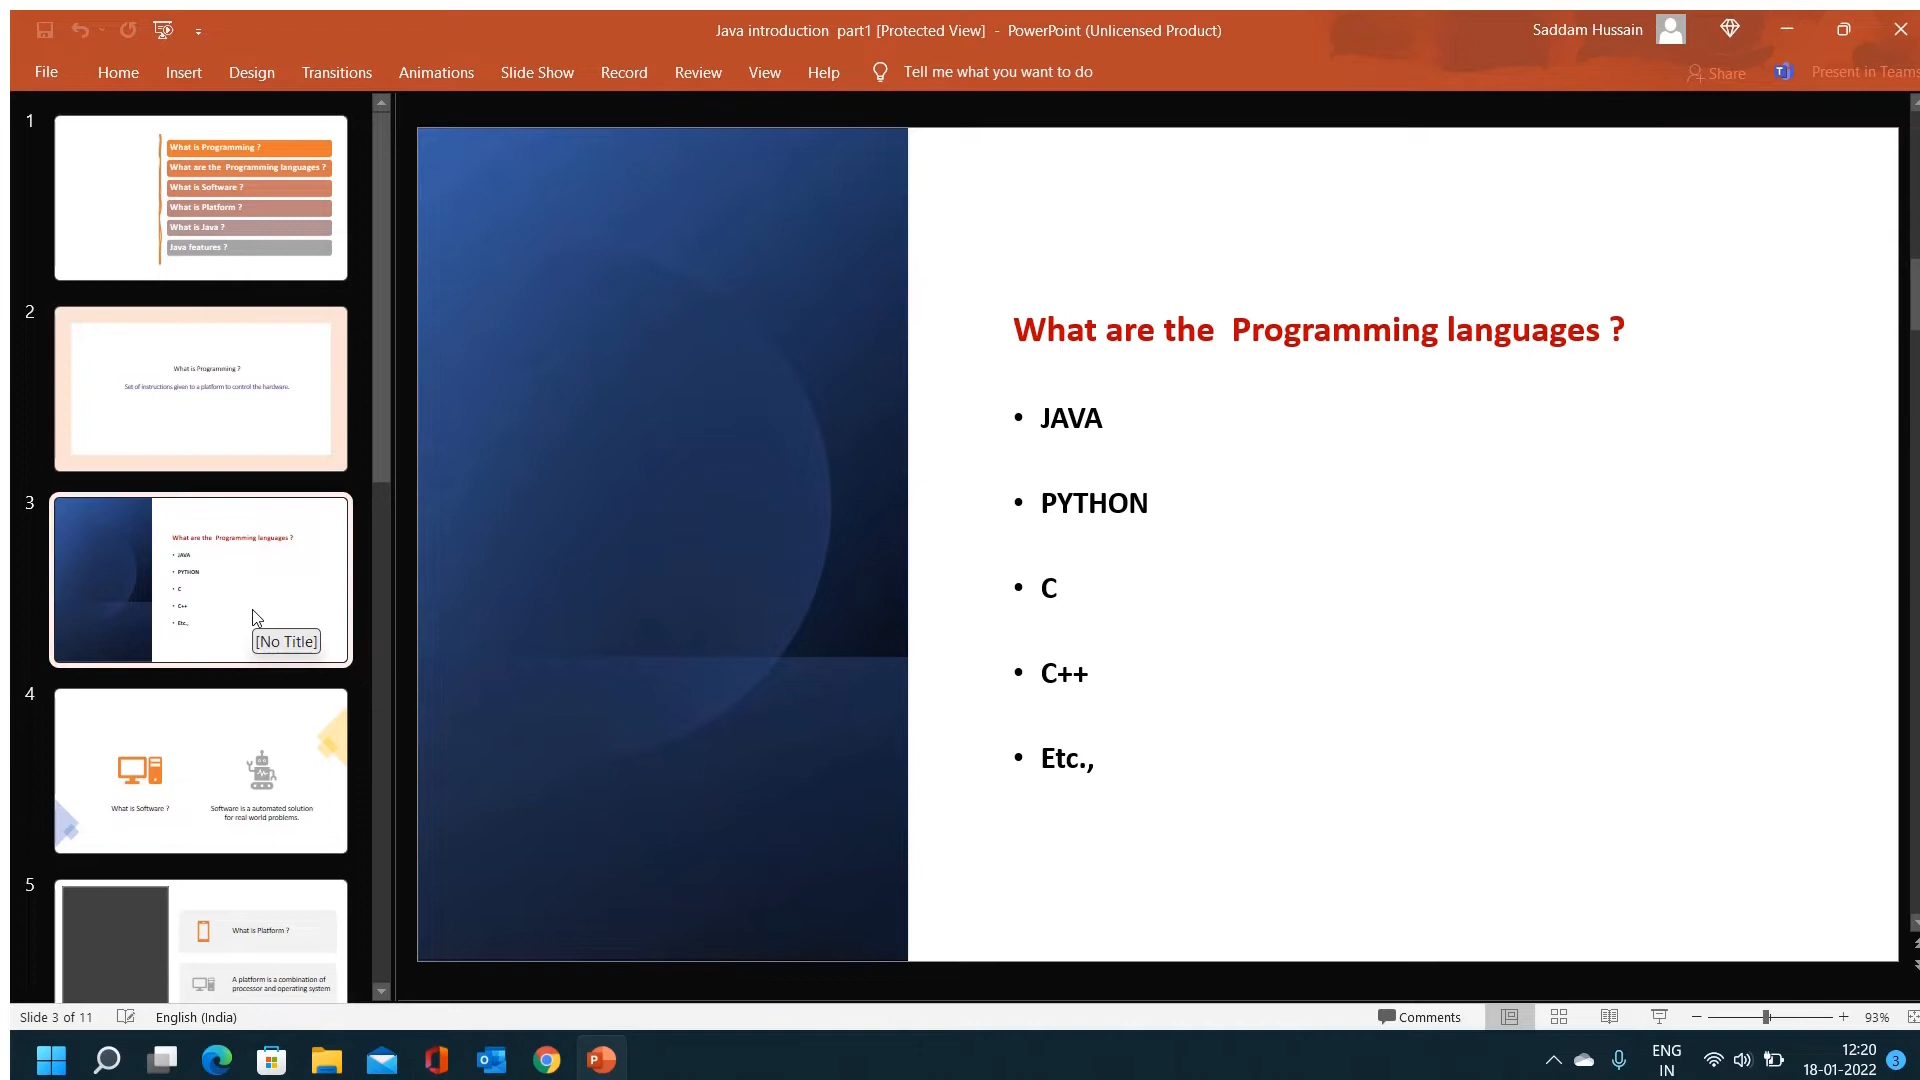 Java introduction  part1 [Protected View]  -  PowerPoint (Unlicensed Product)
Saddam Hussain
File Home Insert Design Transitions Animations Slide Show Record Review View Help Tell me what you want to do
Share Present in Teams
1
What is Programming ?
What are the  Programming languages ?
What is Software ?
What is Platform ?
What is Java ?
Java features ?
2
What is Programming ?
Set of instructions given to a platform to control the hardware.
3
What are the  Programming languages ?
• JAVA
• PYTHON
• C
• C++
• Etc.,
[No Title]
4
What is Software ?
Software is a automated solution
for real world problems.
5
What is Platform ?
A platform is a combination of
processor and operating system
What are the  Programming languages ?
• JAVA
• PYTHON
• C
• C++
• Etc.,
Slide 3 of 11 English (India) Comments 93%
ENG
IN
12:20
18-01-2022
3